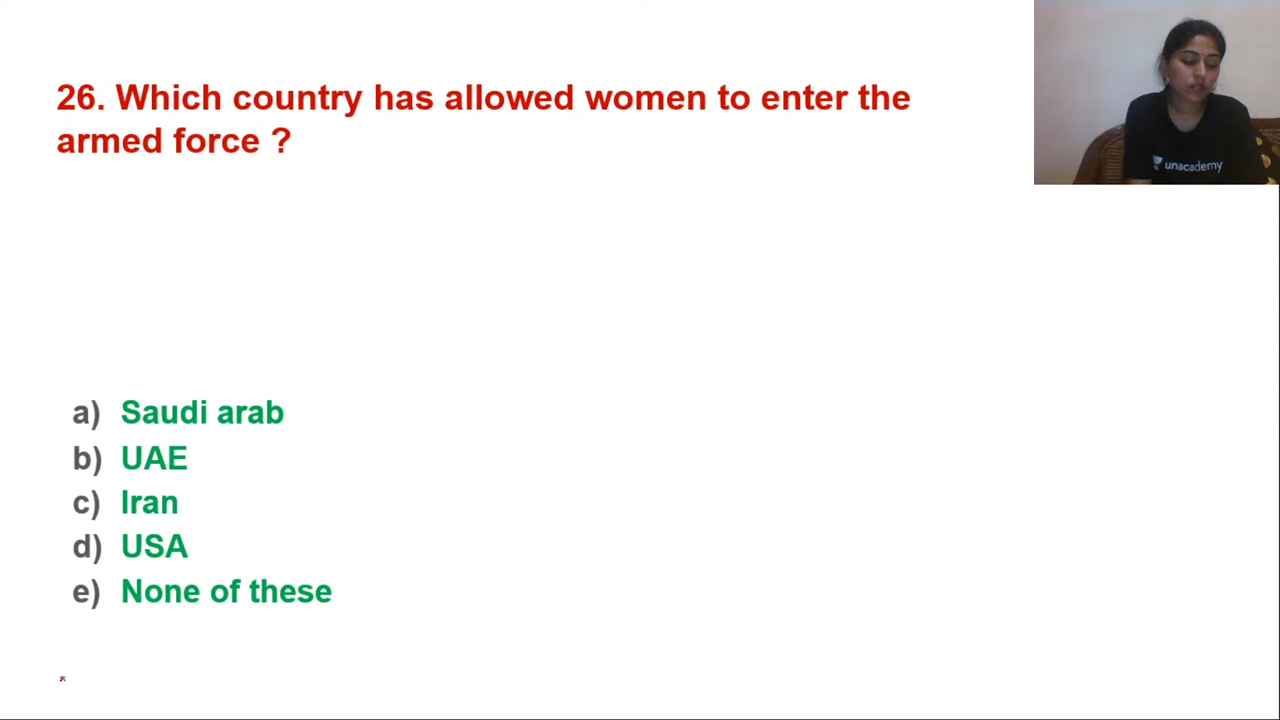 26. Which country has allowed women to enter the
armed force ?
unacademy
a) Saudi arab
b) UAE
c) Iran
d) USA
e) None of these